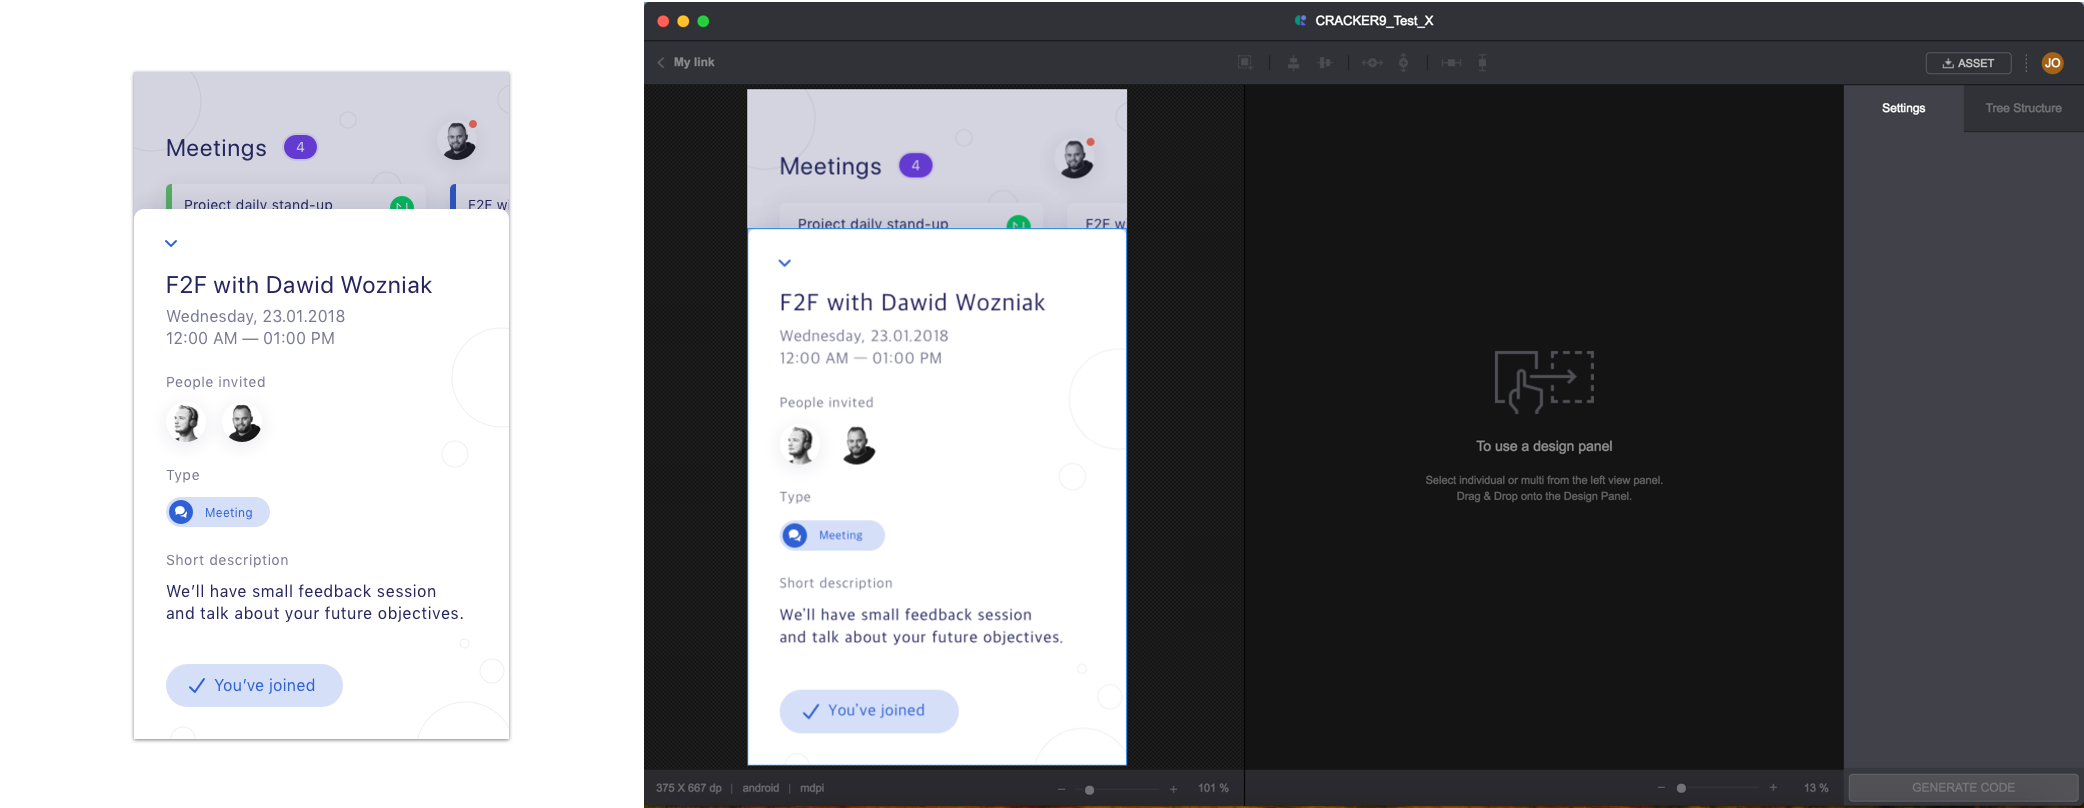 Meetings 4
Project daily stand-up
F2F w
F2F with Dawid Wozniak
Wednesday, 23.01.2018
12:00 AM — 01:00 PM
People invited
Type
Meeting
Short description
We’ll have small feedback session
and talk about your future objectives.
You’ve joined
CRACKER9_Test_X
My link
ASSET
JO
Meetings 4
Project daily stand-up
F2F w
F2F with Dawid Wozniak
Wednesday, 23.01.2018
12:00 AM — 01:00 PM
People invited
Type
Meeting
Short description
We'll have small feedback session
and talk about your future objectives.
You've joined
375 X 667 dp | android | mdpi
101 %
To use a design panel
Select individual or multi from the left view panel.
Drag & Drop onto the Design Panel.
13 %
Settings
Tree Structure
GENERATE CODE